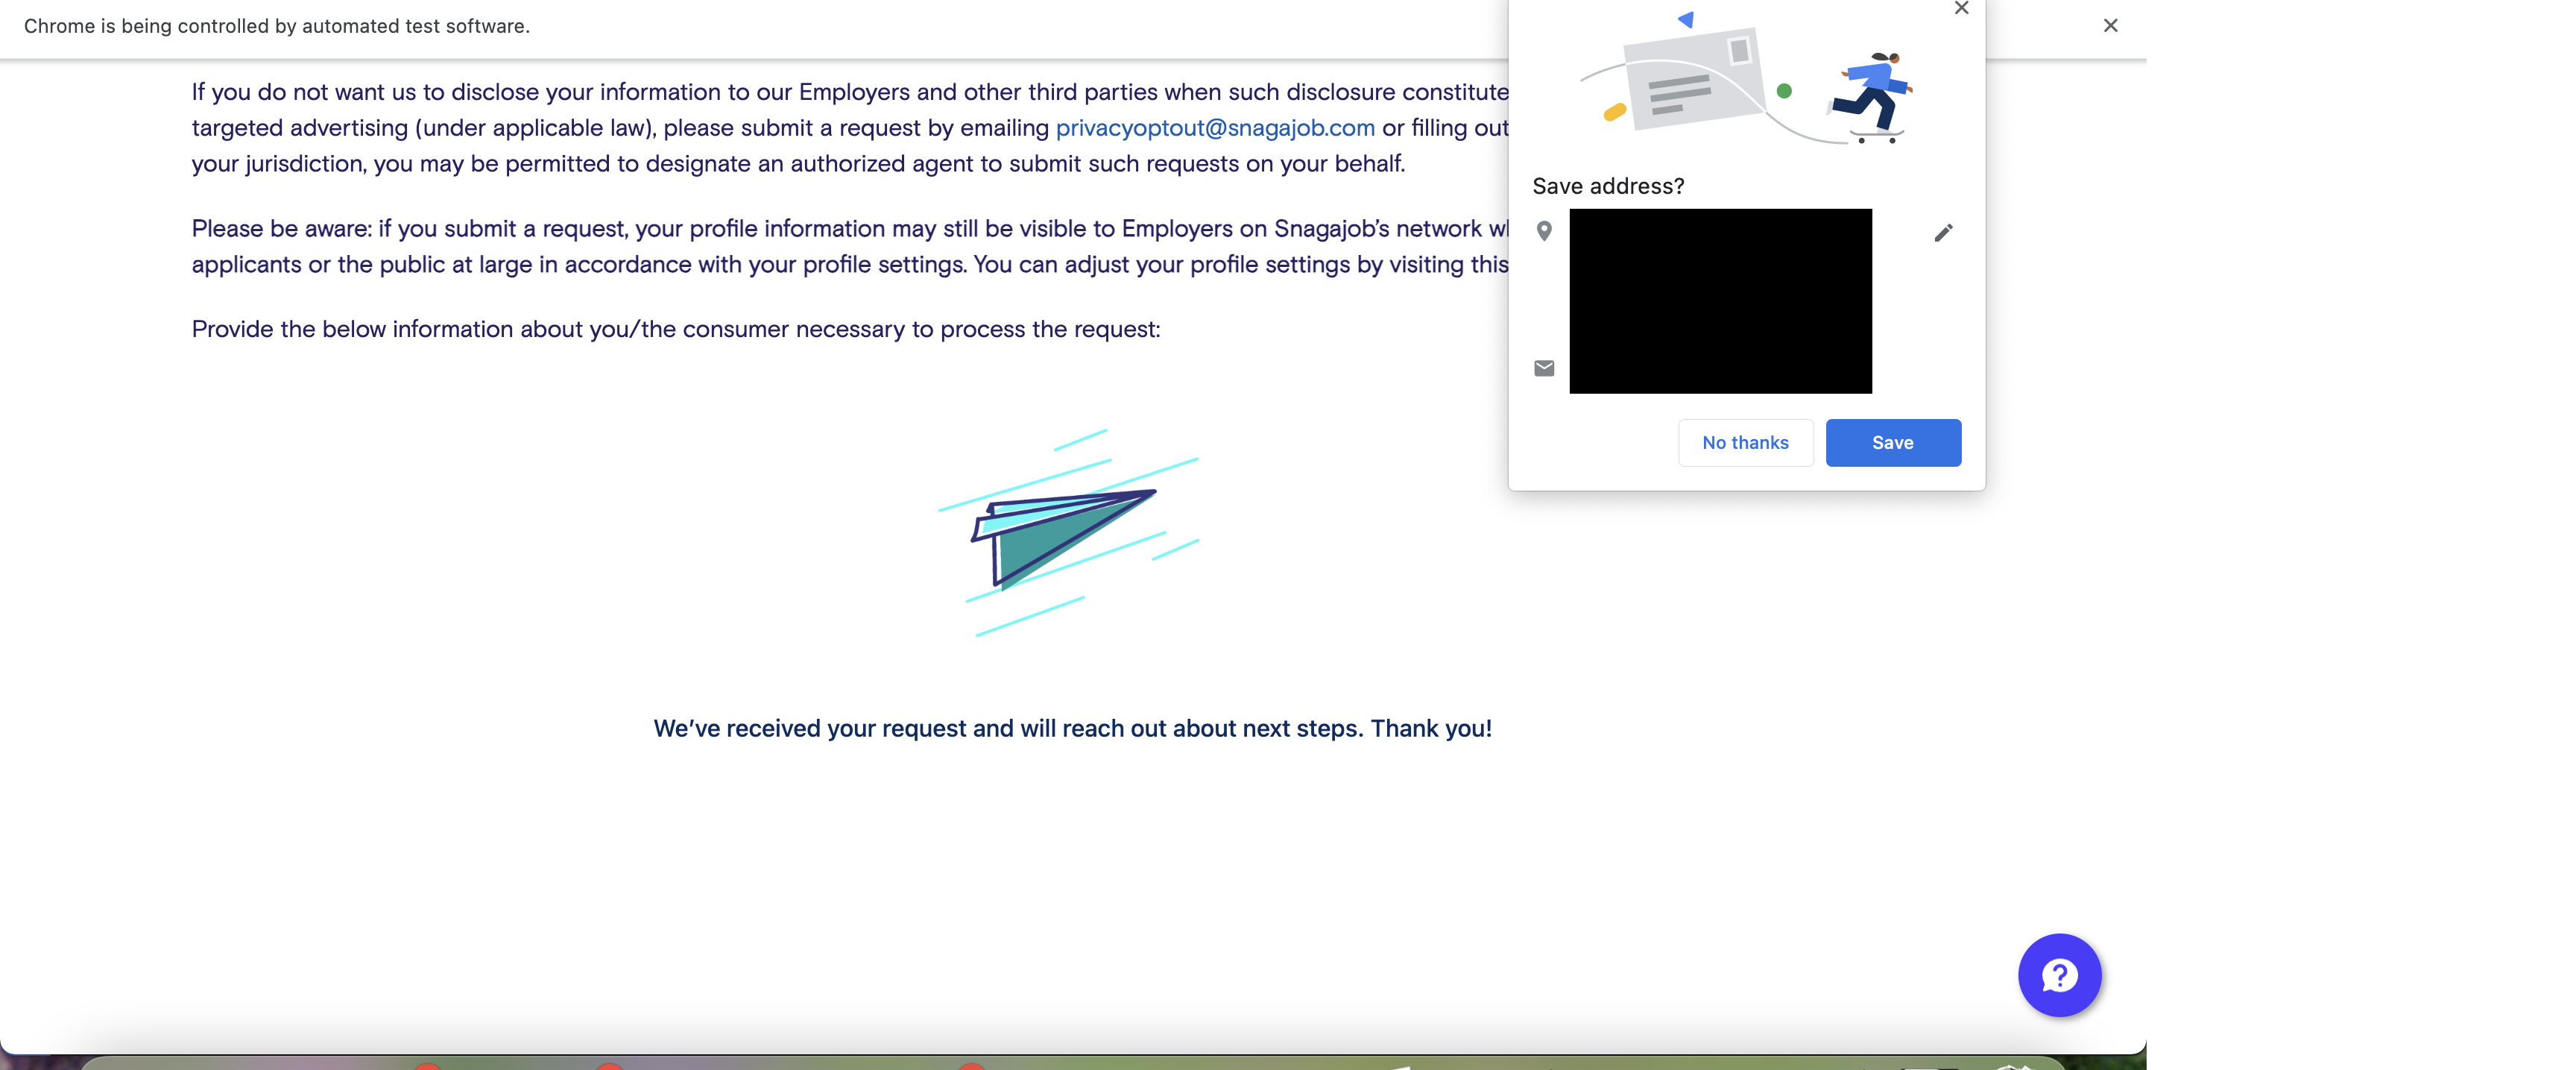 Chrome is being controlled by automated test software.
If you do not want us to disclose your information to our Employers and other third parties when such disclosure constitute
targeted advertising (under applicable law), please submit a request by emailing privacyoptout@snagajob.com or filling out
your jurisdiction, you may be permitted to designate an authorized agent to submit such requests on your behalf.
Please be aware: if you submit a request, your profile information may still be visible to Employers on Snagajob’s network
applicants or the public at large in accordance with your profile settings. You can adjust your profile settings by visiting this
Provide the below information about you/the consumer necessary to process the request:
Save address?
No thanks
Save
We’ve received your request and will reach out about next steps. Thank you!